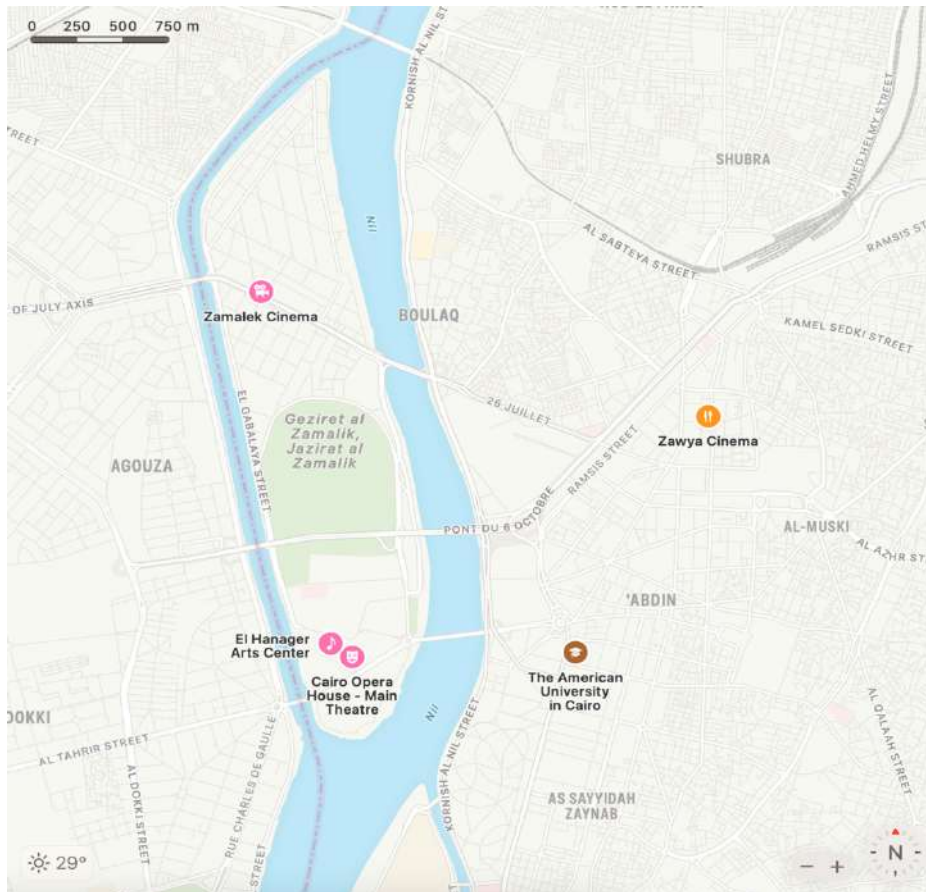 0 250 500 750 m
KORNISH AL NIL ST
AHMED HELMY STREET
SHUBRA
AL SABTEYA STREET
RAMSIS S
Nil
OF JULY AXIS
Zamalek Cinema
BOULAQ
KAMEL SEDKI STREET
26 JUILLET
Zawya Cinema
RAMSIS STREET
EL GABALAYA STREET
Geziret al
Zamalik,
Jazirat al
Zamalik
AGOUZA
PONT DU 6 OCTOBRE
AL-MUSKI
AL AZHR ST
'ABDIN
El Hanager
Arts Center
Cairo Opera
House - Main
Theatre
The American
University
in Cairo
DOKKI
AL TAHRIR STREET
AL DOKKI STREET
RUE CHARLES DE GAULLE
STREET
Nil
KORNISH AL NIL STREET
AL QALAAH STREET
AS SAYYIDAH
ZAYNAB
29°
− +
N